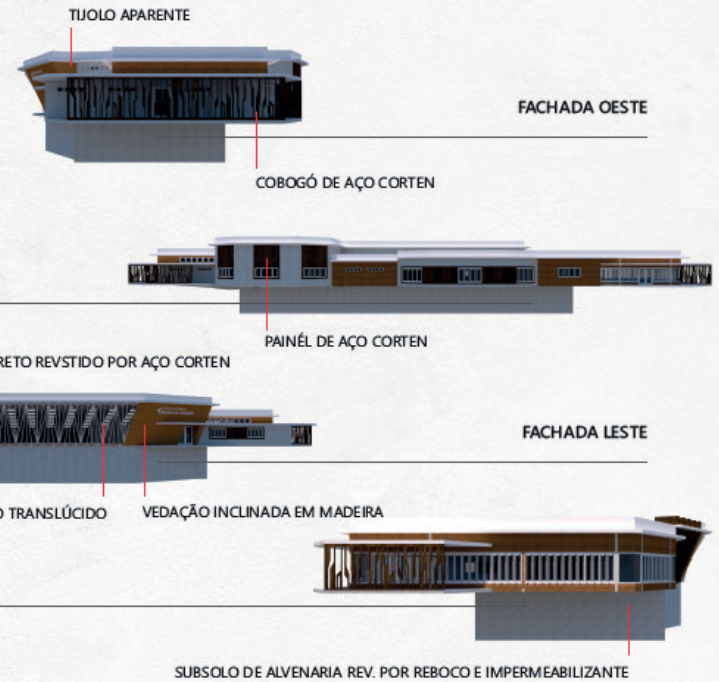 TIJOLO APARENTE
FACHADA OESTE
COBOGÓ DE AÇO CORTEN
PAINÉL DE AÇO CORTEN
RETO REVSTIDO POR AÇO CORTEN
FACHADA LESTE
O TRANSLÚCIDO
VEDAÇÃO INCLINADA EM MADEIRA
SUBSOLO DE ALVENARIA REV. POR REBOCO E IMPERMEABILIZANTE